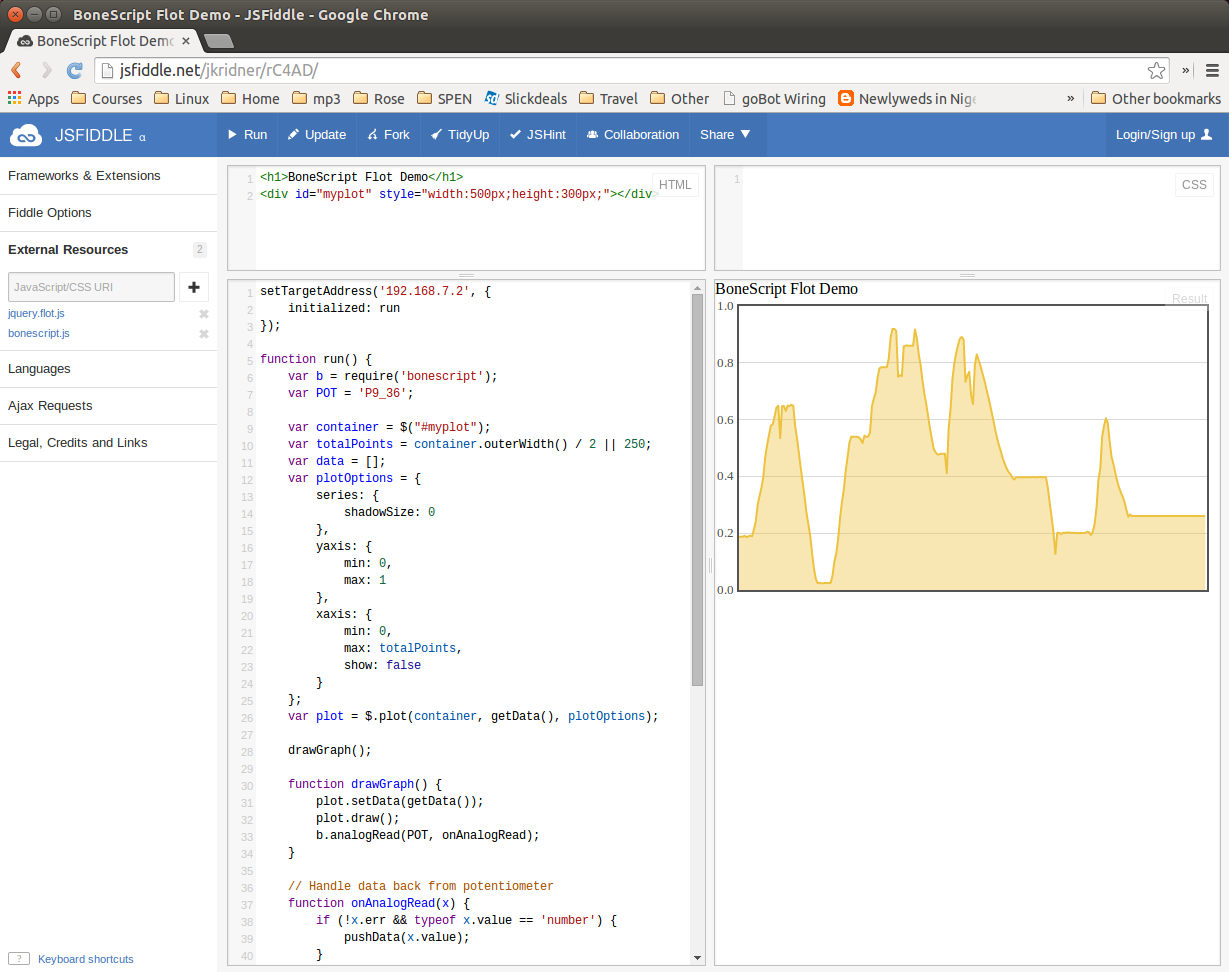 BoneScript Flot Demo - JSFiddle - Google Chrome
BoneScript Flot Demo
jsfiddle.net/jkridner/rC4AD/
Apps Courses Linux Home mp3 Rose SPEN Slickdeals Travel Other goBot Wiring Newlyweds in Nige » Other bookmarks
JSFIDDLE α Run Update Fork TidyUp JSHint Collaboration Share Login/Sign up
Frameworks & Extensions
Fiddle Options
External Resources 2
JavaScript/CSS URI
jquery.flot.js
bonescript.js
Languages
Ajax Requests
Legal, Credits and Links
? Keyboard shortcuts
HTML
1 <h1>BoneScript Flot Demo</h1>
2 <div id="myplot" style="width:500px;height:300px;"></div>
CSS
1
1 setTargetAddress('192.168.7.2', {
2 initialized: run
3 });
4
5 function run() {
6 var b = require('bonescript');
7 var POT = 'P9_36';
8
9 var container = $("#myplot");
10 var totalPoints = container.outerWidth() / 2 || 250;
11 var data = [];
12 var plotOptions = {
13 series: {
14 shadowSize: 0
15 },
16 yaxis: {
17 min: 0,
18 max: 1
19 },
20 xaxis: {
21 min: 0,
22 max: totalPoints,
23 show: false
24 }
25 };
26 var plot = $.plot(container, getData(), plotOptions);
27
28 drawGraph();
29
30 function drawGraph() {
31 plot.setData(getData());
32 plot.draw();
33 b.analogRead(POT, onAnalogRead);
34 }
35
36 // Handle data back from potentiometer
37 function onAnalogRead(x) {
38 if (!x.err && typeof x.value == 'number') {
39 pushData(x.value);
40 }
BoneScript Flot Demo
Result
1.0
0.8
0.6
0.4
0.2
0.0